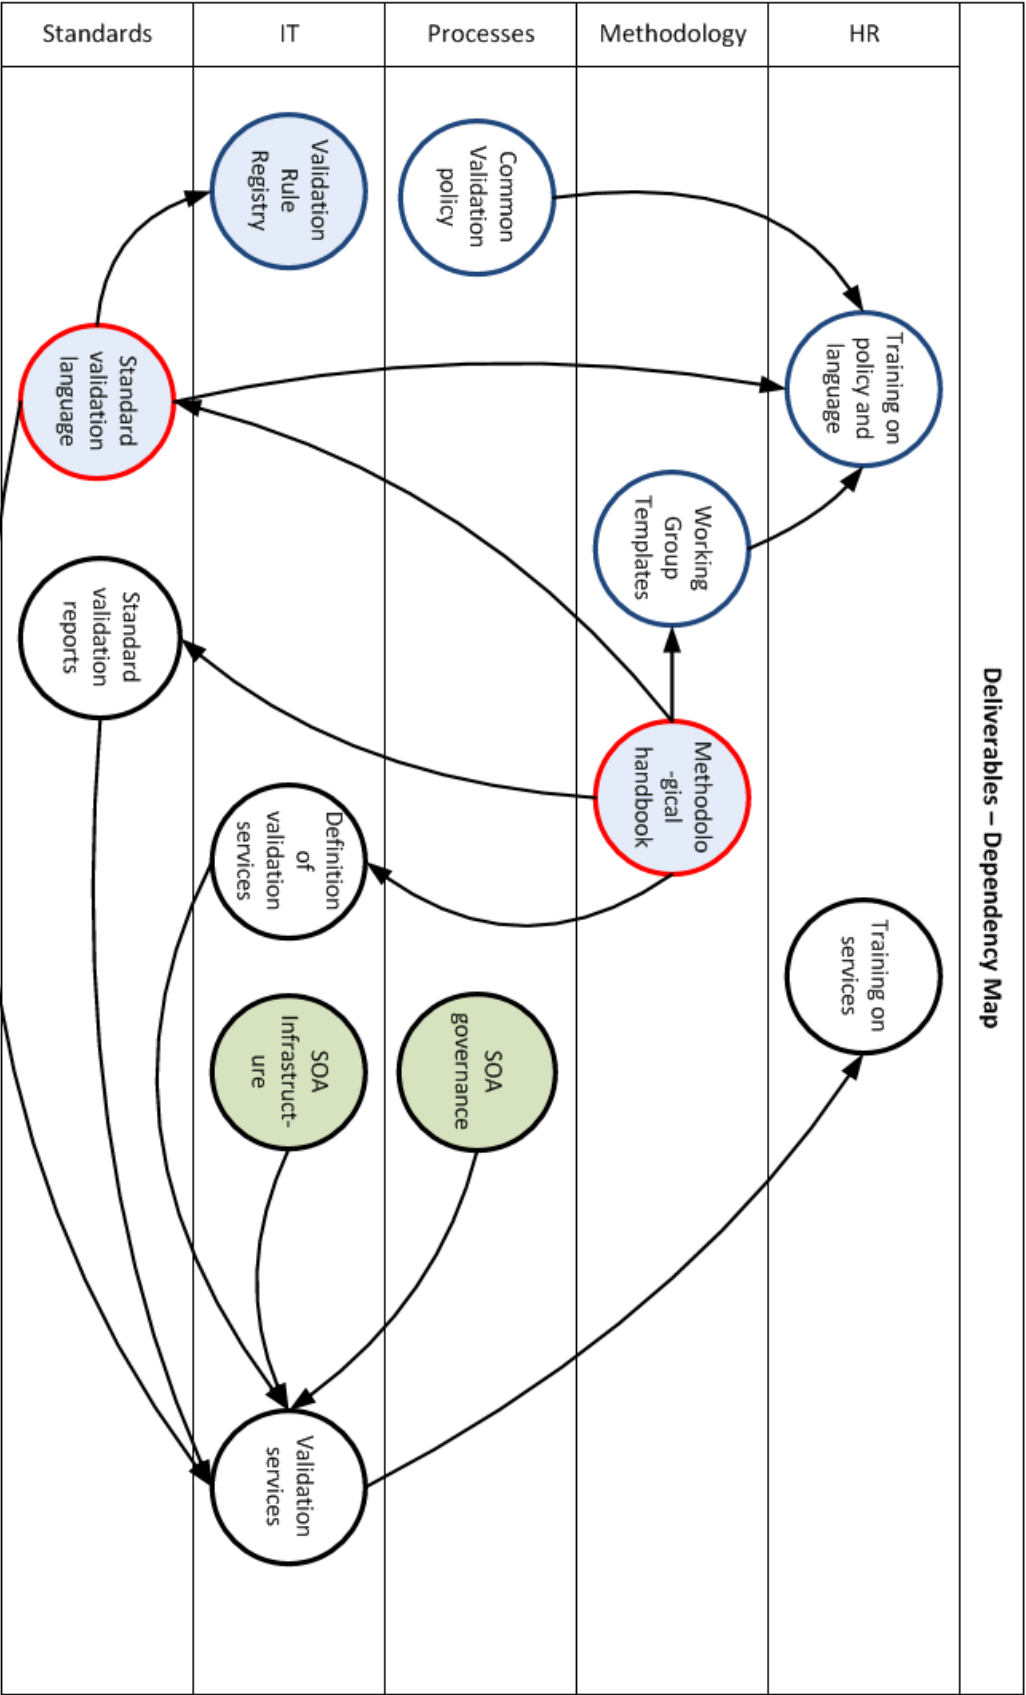 Deliverables – Dependency Map
HR
Methodology
Processes
IT
Standards
Training on
policy and
language
Training on
services
Working
Group
Templates
Methodolo
-gical
handbook
Common
Validation
policy
SOA
governance
Validation
Rule
Registry
Definition
of
validation
services
SOA
Infrastruct-
ure
Validation
services
Standard
validation
language
Standard
validation
reports